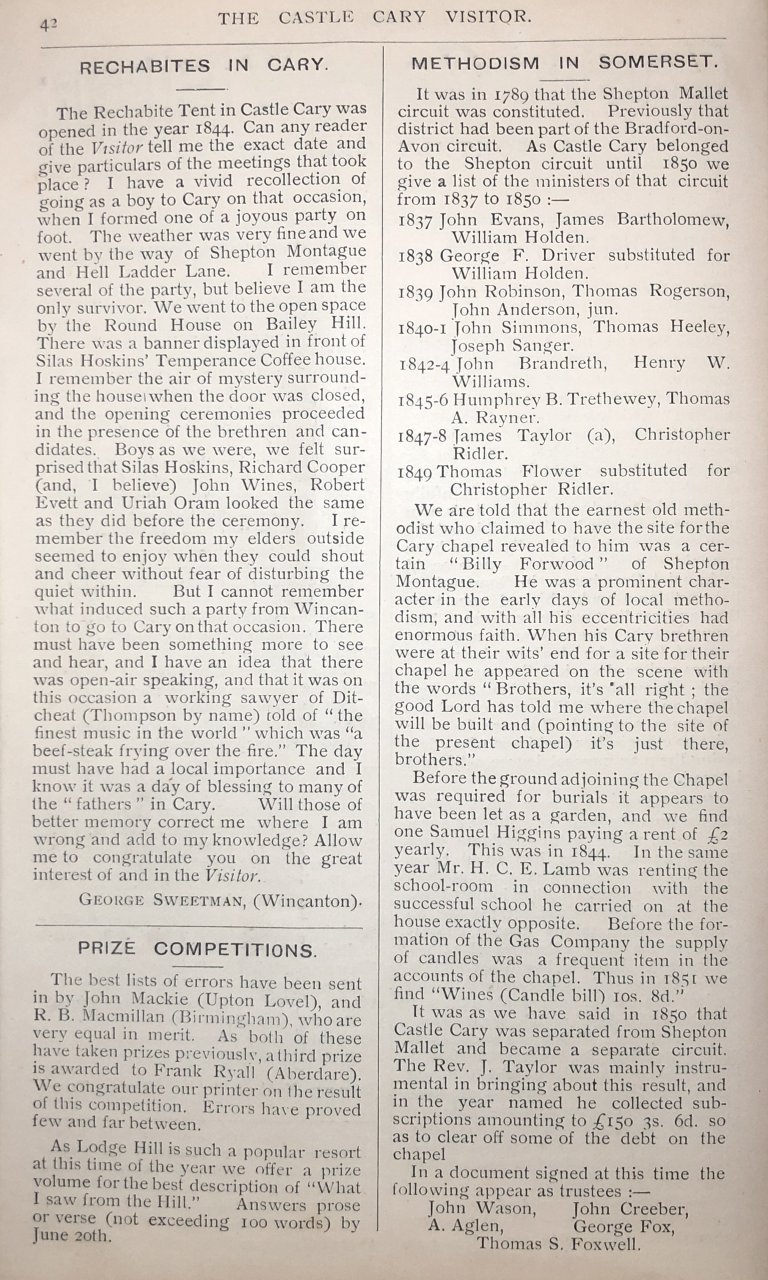 42
THE CASTLE CARY VISITOR.
RECHABITES IN CARY.
The Rechabite Tent in Castle Cary was
opened in the year 1844. Can any reader
of the Visitor tell me the exact date and
give particulars of the meetings that took
place ? I have a vivid recollection of
going as a boy to Cary on that occasion,
when I formed one of a joyous party on
foot. The weather was very fine and we
went by the way of Shepton Montague
and Hell Ladder Lane. I remember
several of the party, but believe I am the
only survivor. We went to the open space
by the Round House on Bailey Hill.
There was a banner displayed in front of
Silas Hoskins' Temperance Coffee house.
I remember the air of mystery surround-
ing the house when the door was closed,
and the opening ceremonies proceeded
in the presence of the brethren and can-
didates. Boys as we were, we felt sur-
prised that Silas Hoskins, Richard Cooper
(and, I believe) John Wines, Robert
Evett and Uriah Oram looked the same
as they did before the ceremony. I re-
member the freedom my elders outside
seemed to enjoy when they could shout
and cheer without fear of disturbing the
quiet within. But I cannot remember
what induced such a party from Wincan-
ton to go to Cary on that occasion. There
must have been something more to see
and hear, and I have an idea that there
was open-air speaking, and that it was on
this occasion a working sawyer of Dit-
cheat (Thompson by name) told of "the
finest music in the world" which was "a
beef-steak frying over the fire." The day
must have had a local importance and I
know it was a day of blessing to many of
the "fathers" in Cary. Will those of
better memory correct me where I am
wrong and add to my knowledge? Allow
me to congratulate you on the great
interest of and in the Visitor.
GEORGE SWEETMAN, (Wincanton).
PRIZE COMPETITIONS.
The best lists of errors have been sent
in by John Mackie (Upton Lovel), and
R. B. Macmillan (Birmingham), who are
very equal in merit. As both of these
have taken prizes previously, a third prize
is awarded to Frank Ryall (Aberdare).
We congratulate our printer on the result
of this competition. Errors have proved
few and far between.
As Lodge Hill is such a popular resort
at this time of the year we offer a prize
volume for the best description of "What
I saw from the Hill." Answers prose
or verse (not exceeding 100 words) by
June 20th.
METHODISM IN SOMERSET.
It was in 1789 that the Shepton Mallet
circuit was constituted. Previously that
district had been part of the Bradford-on-
Avon circuit. As Castle Cary belonged
to the Shepton circuit until 1850 we
give a list of the ministers of that circuit
from 1837 to 1850 :—
1837 John Evans, James Bartholomew,
William Holden.
1838 George F. Driver substituted for
William Holden.
1839 John Robinson, Thomas Rogerson,
John Anderson, jun.
1840-1 John Simmons, Thomas Heeley,
Joseph Sanger.
1842-4 John Brandreth, Henry W.
Williams.
1845-6 Humphrey B. Trethewey, Thomas
A. Rayner.
1847-8 James Taylor (a), Christopher
Ridler.
1849 Thomas Flower substituted for
Christopher Ridler.
We are told that the earnest old meth-
odist who claimed to have the site for the
Cary chapel revealed to him was a cer-
tain "Billy Forwood" of Shepton
Montague. He was a prominent char-
acter in the early days of local metho-
dism, and with all his eccentricities had
enormous faith. When his Cary brethren
were at their wits' end for a site for their
chapel he appeared on the scene with
the words "Brothers, it's all right ; the
good Lord has told me where the chapel
will be built and (pointing to the site of
the present chapel) it's just there,
brothers."
Before the ground adjoining the Chapel
was required for burials it appears to
have been let as a garden, and we find
one Samuel Higgins paying a rent of £2
yearly. This was in 1844. In the same
year Mr. H. C. E. Lamb was renting the
school-room in connection with the
successful school he carried on at the
house exactly opposite. Before the for-
mation of the Gas Company the supply
of candles was a frequent item in the
accounts of the chapel. Thus in 1851 we
find "Wines (Candle bill) 10s. 8d."
It was as we have said in 1850 that
Castle Cary was separated from Shepton
Mallet and became a separate circuit.
The Rev. J. Taylor was mainly instru-
mental in bringing about this result, and
in the year named he collected sub-
scriptions amounting to £150 3s. 6d. so
as to clear off some of the debt on the
chapel
In a document signed at this time the
following appear as trustees :—
John Wason, John Creeber,
A. Aglen, George Fox,
Thomas S. Foxwell.